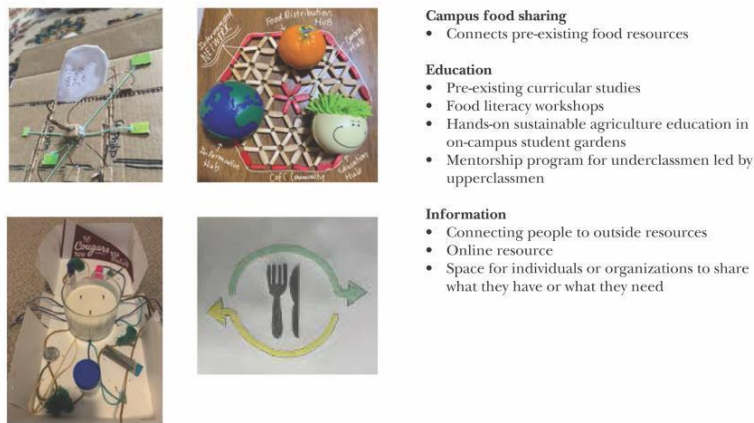 Food Distribution
Hub
Control
Hub
Information
Hub
Education
Hub
CofC Community
Cougars
Campus food sharing
• Connects pre-existing food resources
Education
• Pre-existing curricular studies
• Food literacy workshops
• Hands-on sustainable agriculture education in
on-campus student gardens
• Mentorship program for underclassmen led by
upperclassmen
Information
• Connecting people to outside resources
• Online resource
• Space for individuals or organizations to share
what they have or what they need